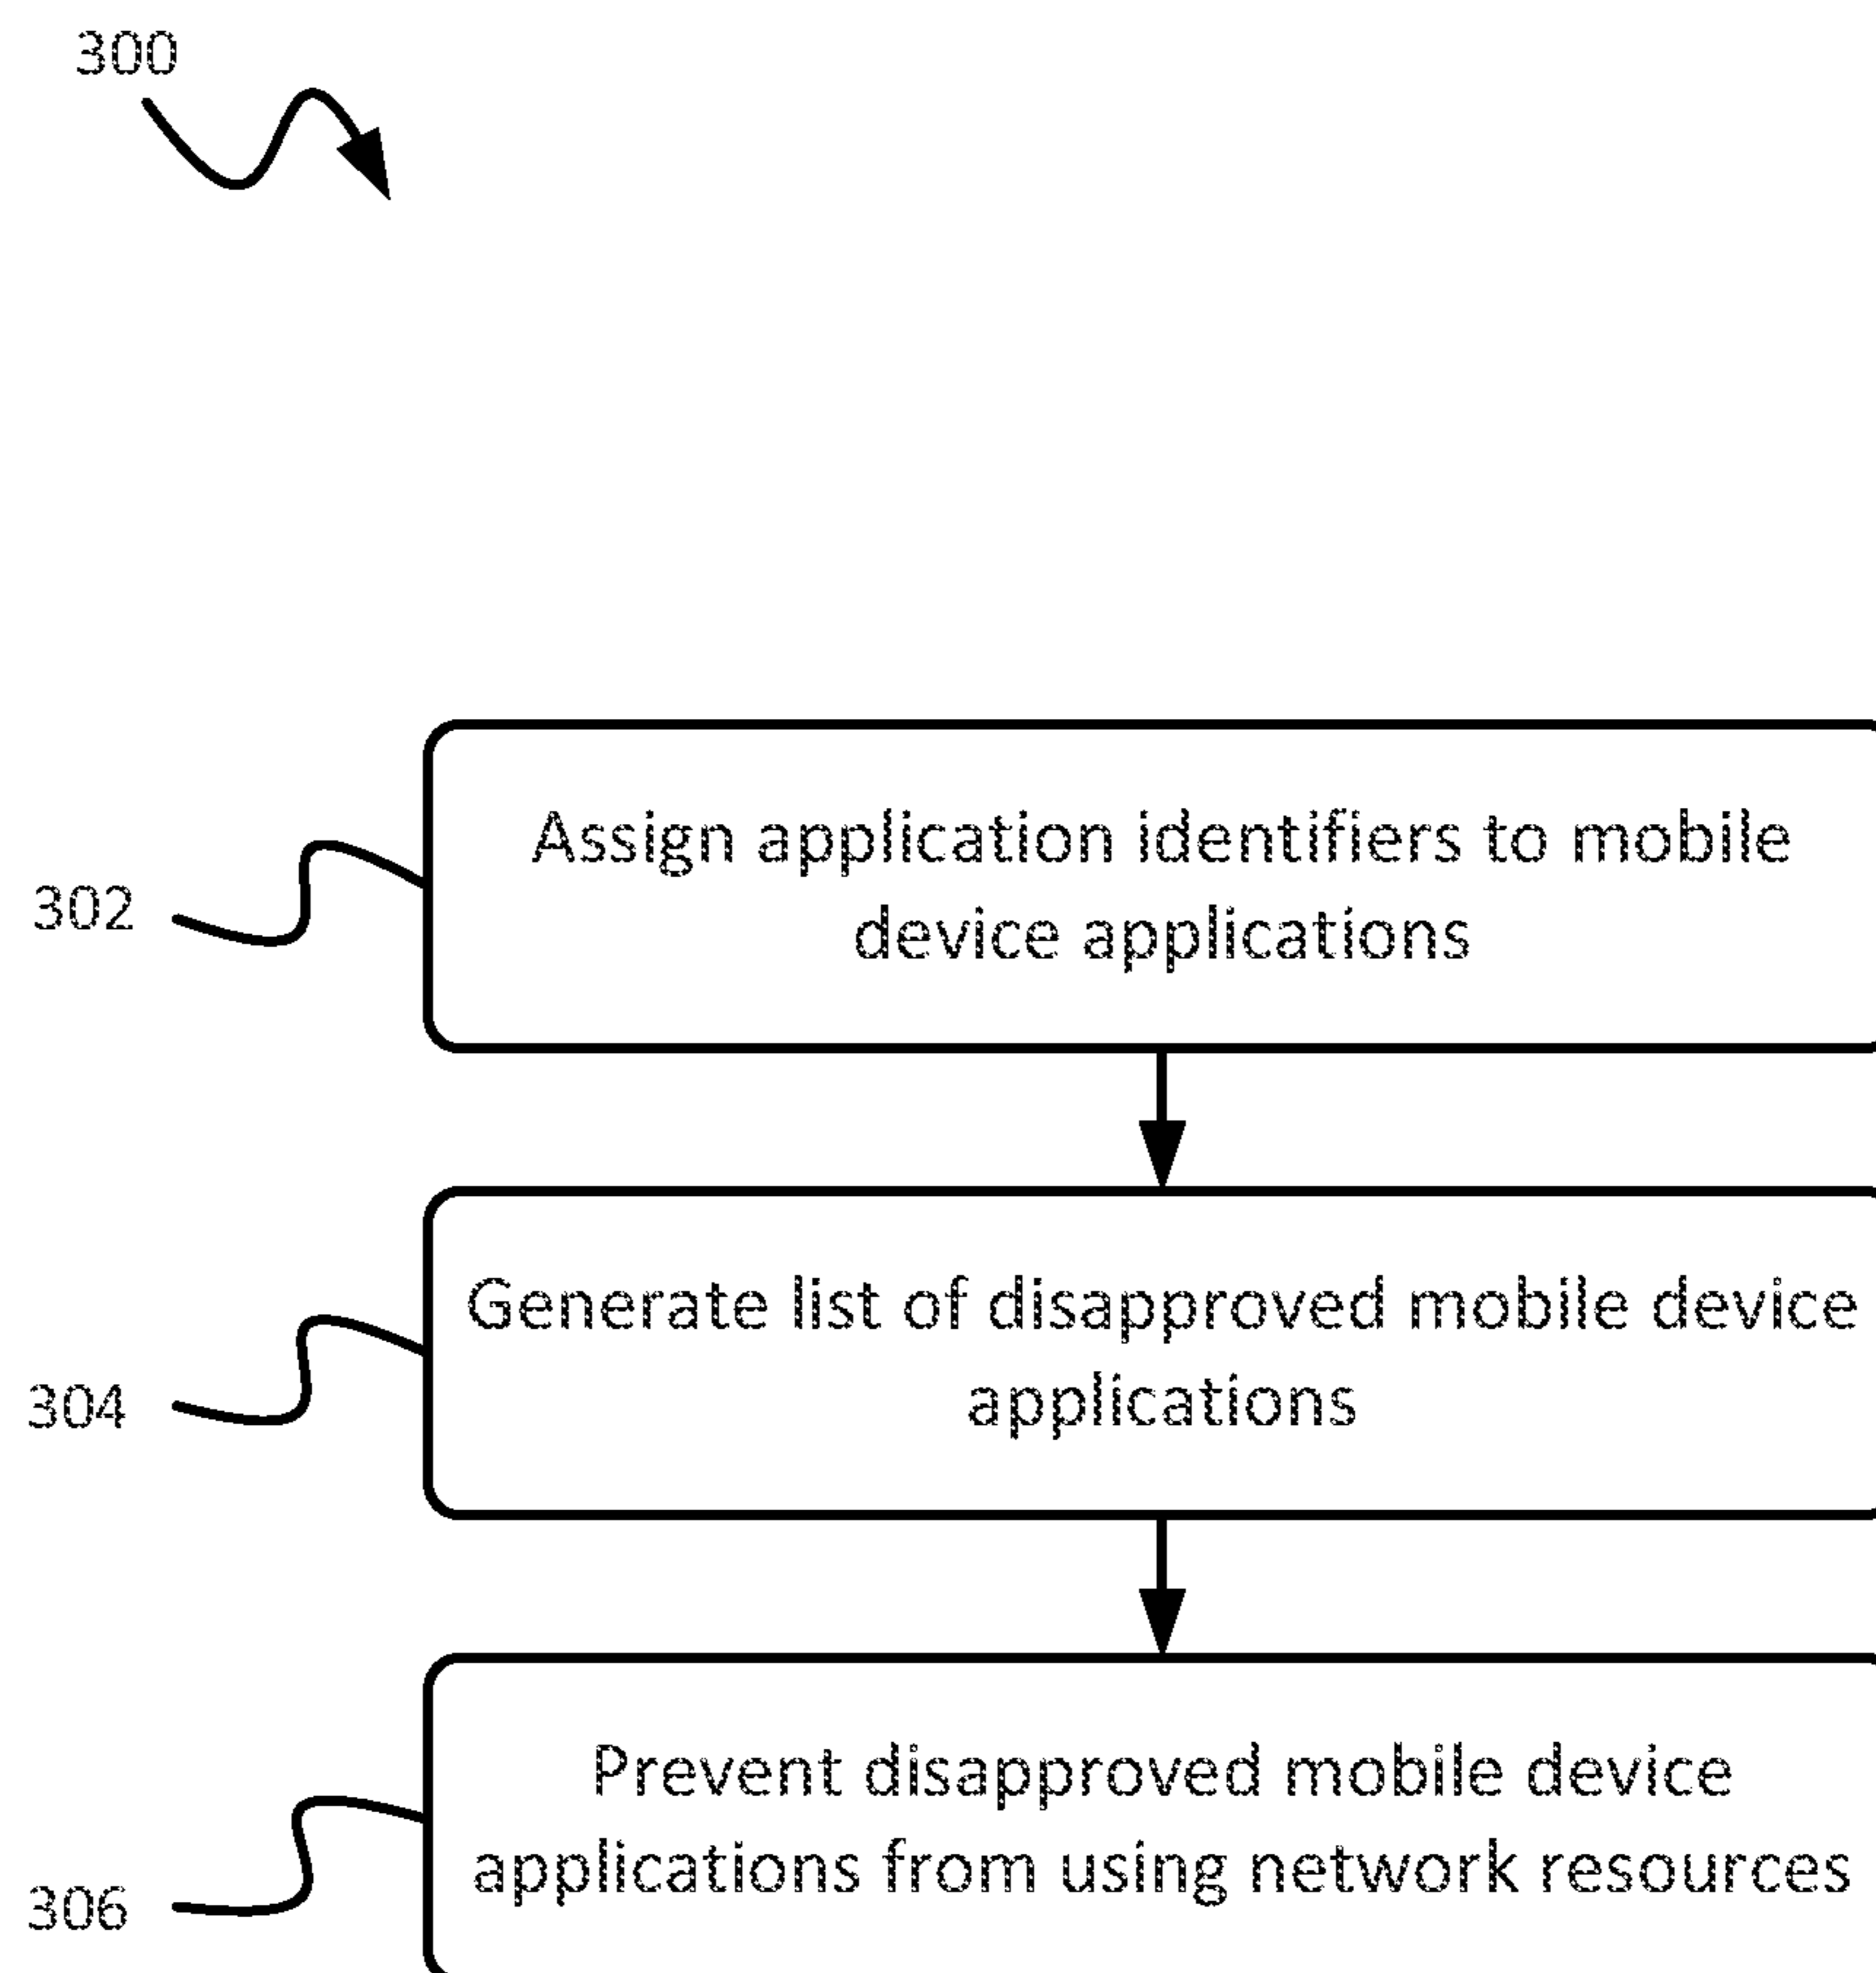 300
302
Assign application identifiers to mobile
device applications
304
Generate list of disapproved mobile device
applications
306
Prevent disapproved mobile device
applications from using network resources